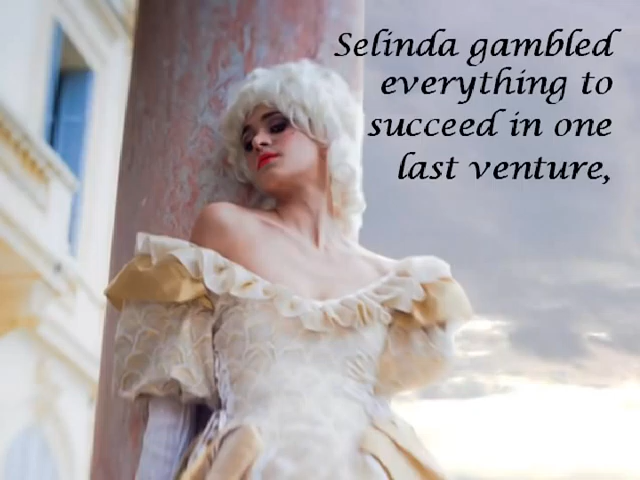 Selinda gambled
everything to
succeed in one
last venture,